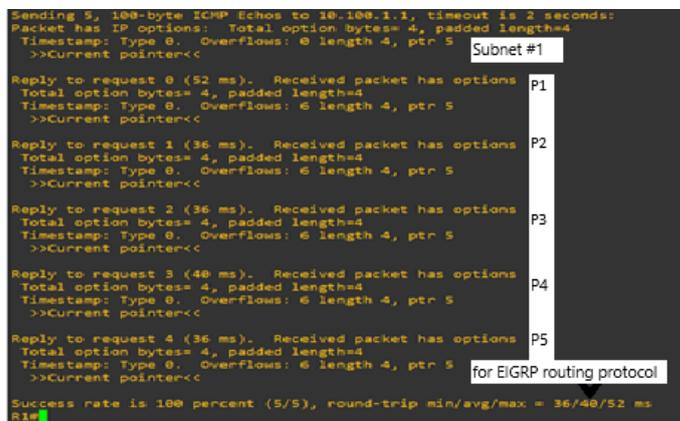 Sending 5, 100-byte ICMP Echos to 10.100.1.1, timeout is 2 seconds:
Packet has IP options:  Total option bytes= 4, padded length=4
 Timestamp: Type 0.  Overflows: 0 length 4, ptr 5
  >>Current pointer<<
Subnet #1
Reply to request 0 (52 ms).  Received packet has options
P1
 Total option bytes= 4, padded length=4
 Timestamp: Type 0.  Overflows: 6 length 4, ptr 5
  >>Current pointer<<
Reply to request 1 (36 ms).  Received packet has options
P2
 Total option bytes= 4, padded length=4
 Timestamp: Type 0.  Overflows: 6 length 4, ptr 5
  >>Current pointer<<
Reply to request 2 (36 ms).  Received packet has options
P3
 Total option bytes= 4, padded length=4
 Timestamp: Type 0.  Overflows: 6 length 4, ptr 5
  >>Current pointer<<
Reply to request 3 (40 ms).  Received packet has options
P4
 Total option bytes= 4, padded length=4
 Timestamp: Type 0.  Overflows: 6 length 4, ptr 5
  >>Current pointer<<
Reply to request 4 (36 ms).  Received packet has options
P5
 Total option bytes= 4, padded length=4
 Timestamp: Type 0.  Overflows: 6 length 4, ptr 5
  >>Current pointer<<
for EIGRP routing protocol
Success rate is 100 percent (5/5), round-trip min/avg/max = 36/40/52 ms
R1#